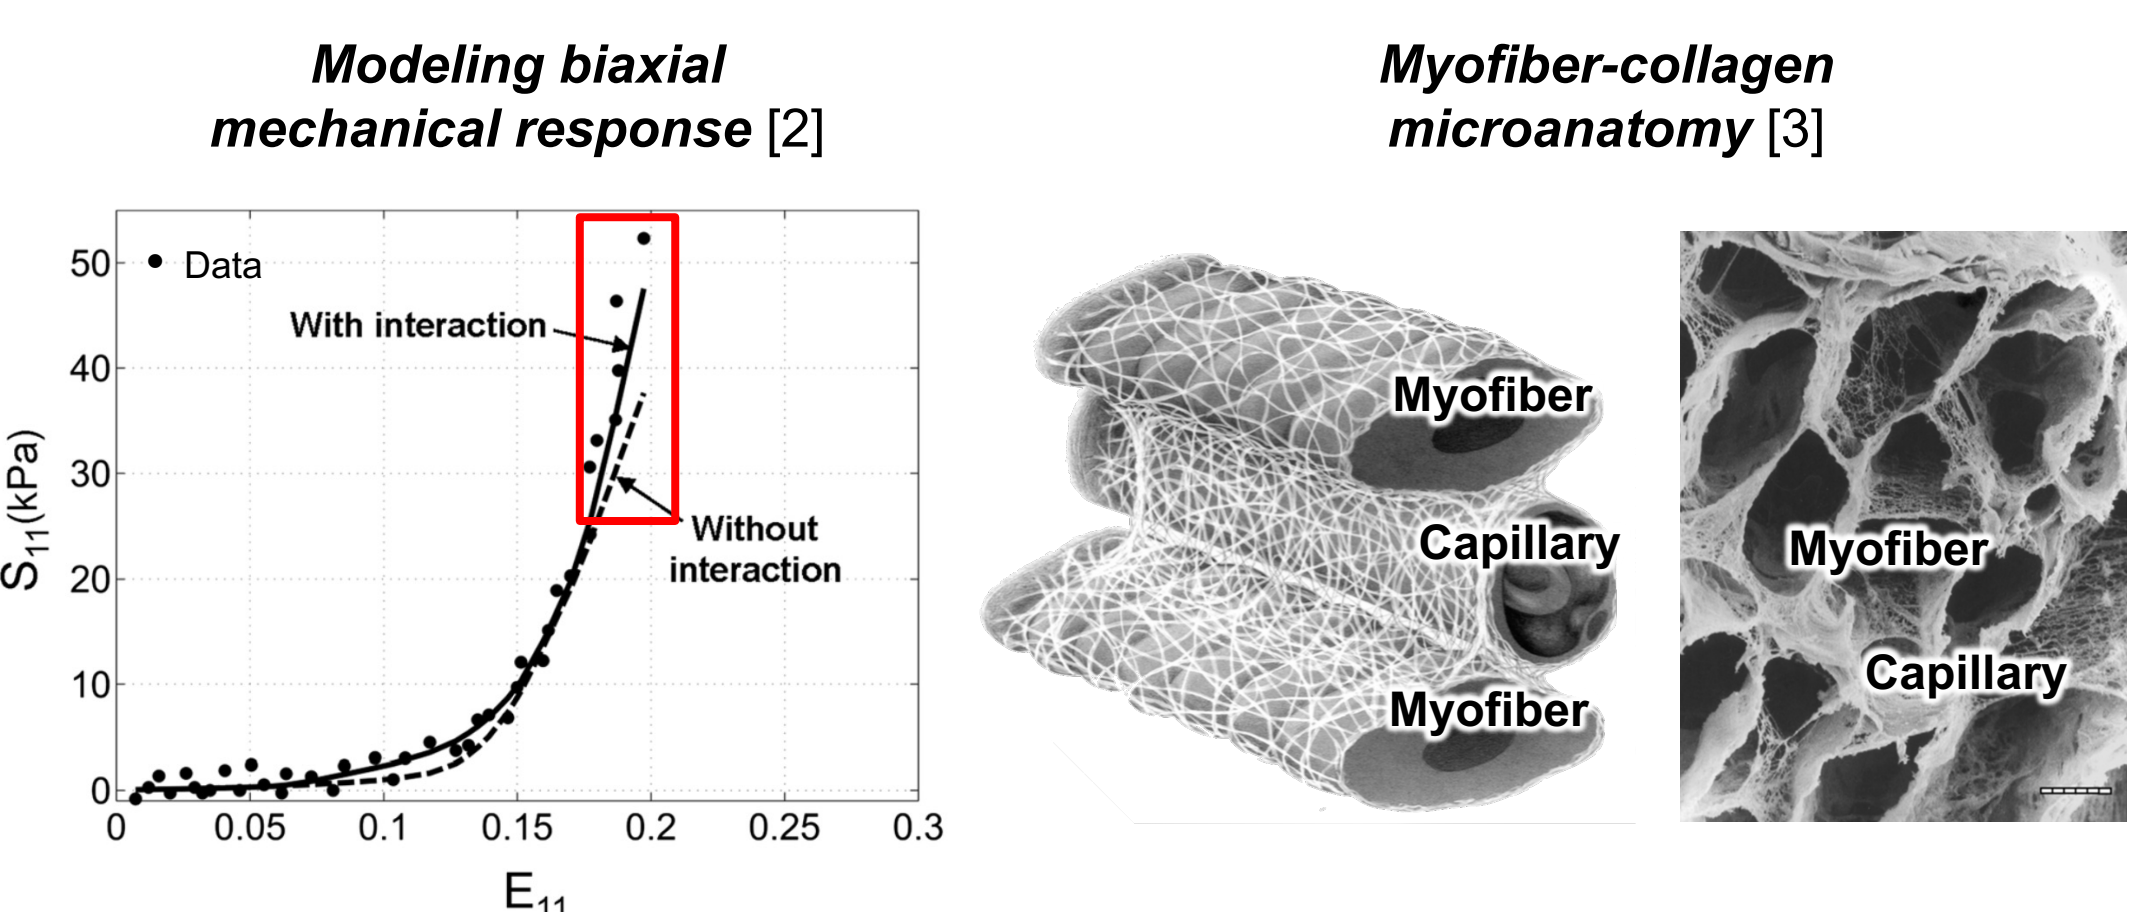 Modeling biaxial
mechanical response [2]
50
40
30
20
10
0
S11(kPa)
Data
With interaction
Without
interaction
0 0.05 0.1 0.15 0.2 0.25 0.3
E11
Myofiber-collagen
microanatomy [3]
Myofiber
Capillary
Myofiber
Myofiber
Capillary